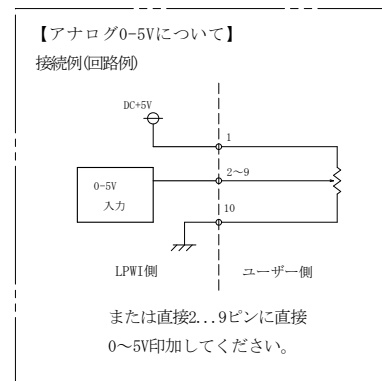 【アナログ0-5Vについて】
接続例(回路例)
DC+5V
1
2～9
0-5V
入力
10
LPWI側
ユーザー側
または直接2...9ピンに直接
0～5V印加してください。